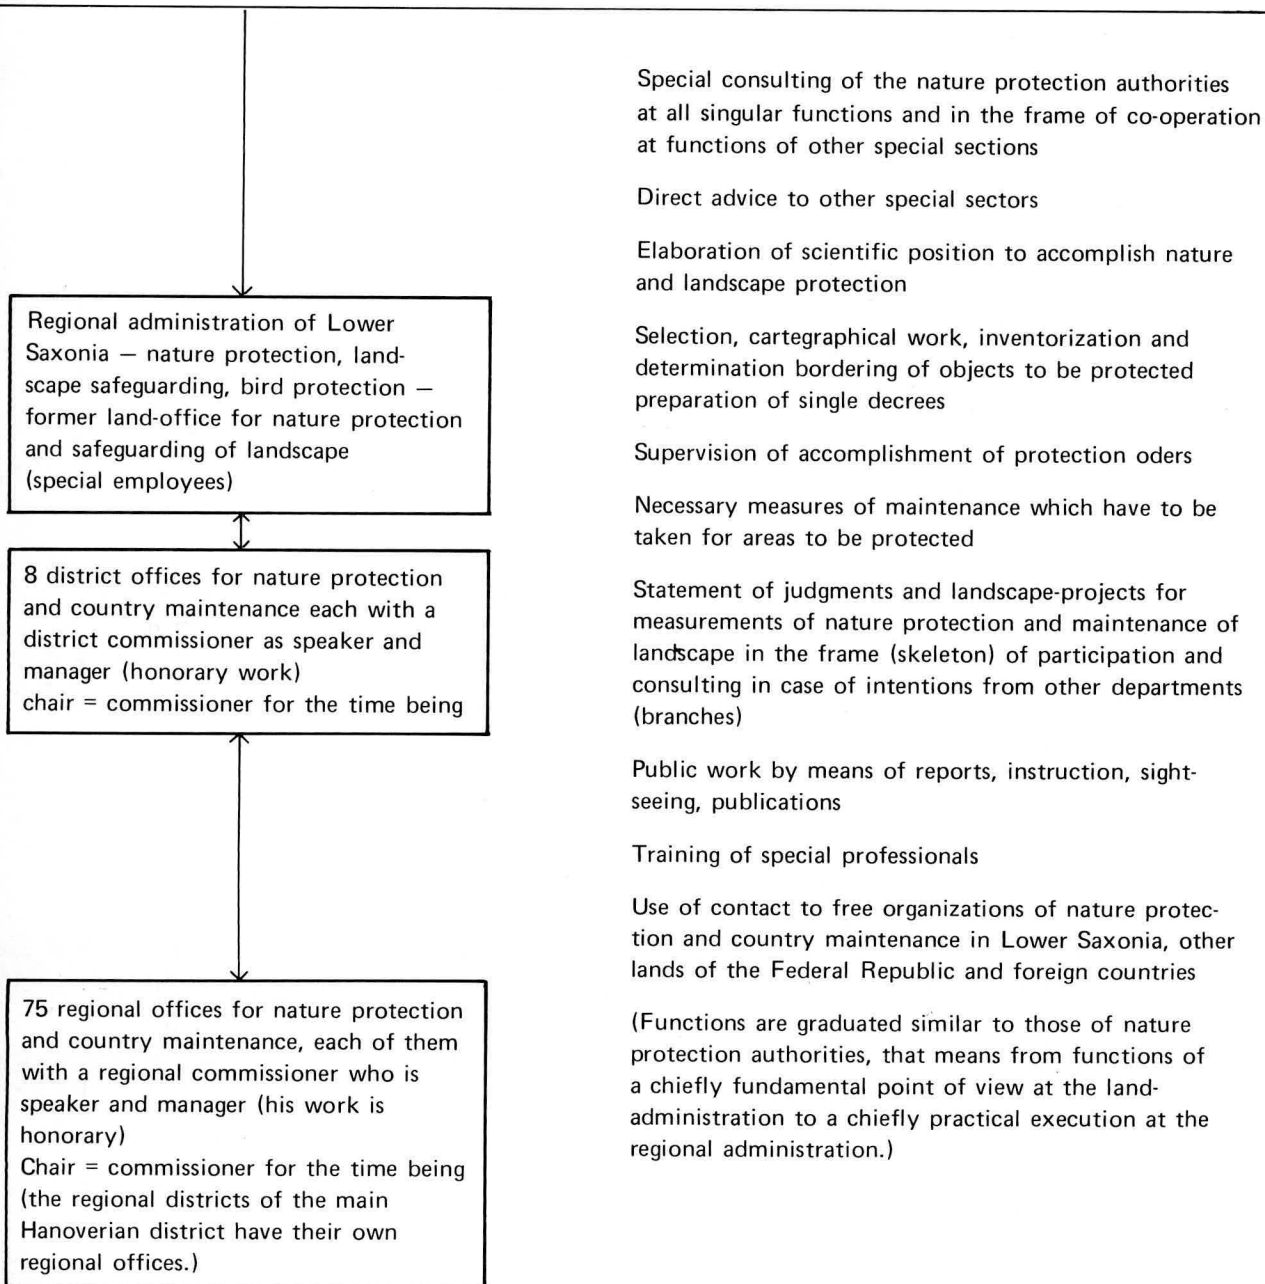 Regional administration of Lower
Saxonia — nature protection, land-
scape safeguarding, bird protection —
former land-office for nature protection
and safeguarding of landscape
(special employees)
8 district offices for nature protection
and country maintenance each with a
district commissioner as speaker and
manager (honorary work)
chair = commissioner for the time being
75 regional offices for nature protection
and country maintenance, each of them
with a regional commissioner who is
speaker and manager (his work is
honorary)
Chair = commissioner for the time being
(the regional districts of the main
Hanoverian district have their own
regional offices.)
Special consulting of the nature protection authorities
at all singular functions and in the frame of co-operation
at functions of other special sections
Direct advice to other special sectors
Elaboration of scientific position to accomplish nature
and landscape protection
Selection, cartegraphical work, inventorization and
determination bordering of objects to be protected
preparation of single decrees
Supervision of accomplishment of protection oders
Necessary measures of maintenance which have to be
taken for areas to be protected
Statement of judgments and landscape-projects for
measurements of nature protection and maintenance of
landscape in the frame (skeleton) of participation and
consulting in case of intentions from other departments
(branches)
Public work by means of reports, instruction, sight-
seeing, publications
Training of special professionals
Use of contact to free organizations of nature protec-
tion and country maintenance in Lower Saxonia, other
lands of the Federal Republic and foreign countries
(Functions are graduated similar to those of nature
protection authorities, that means from functions of
a chiefly fundamental point of view at the land-
administration to a chiefly practical execution at the
regional administration.)